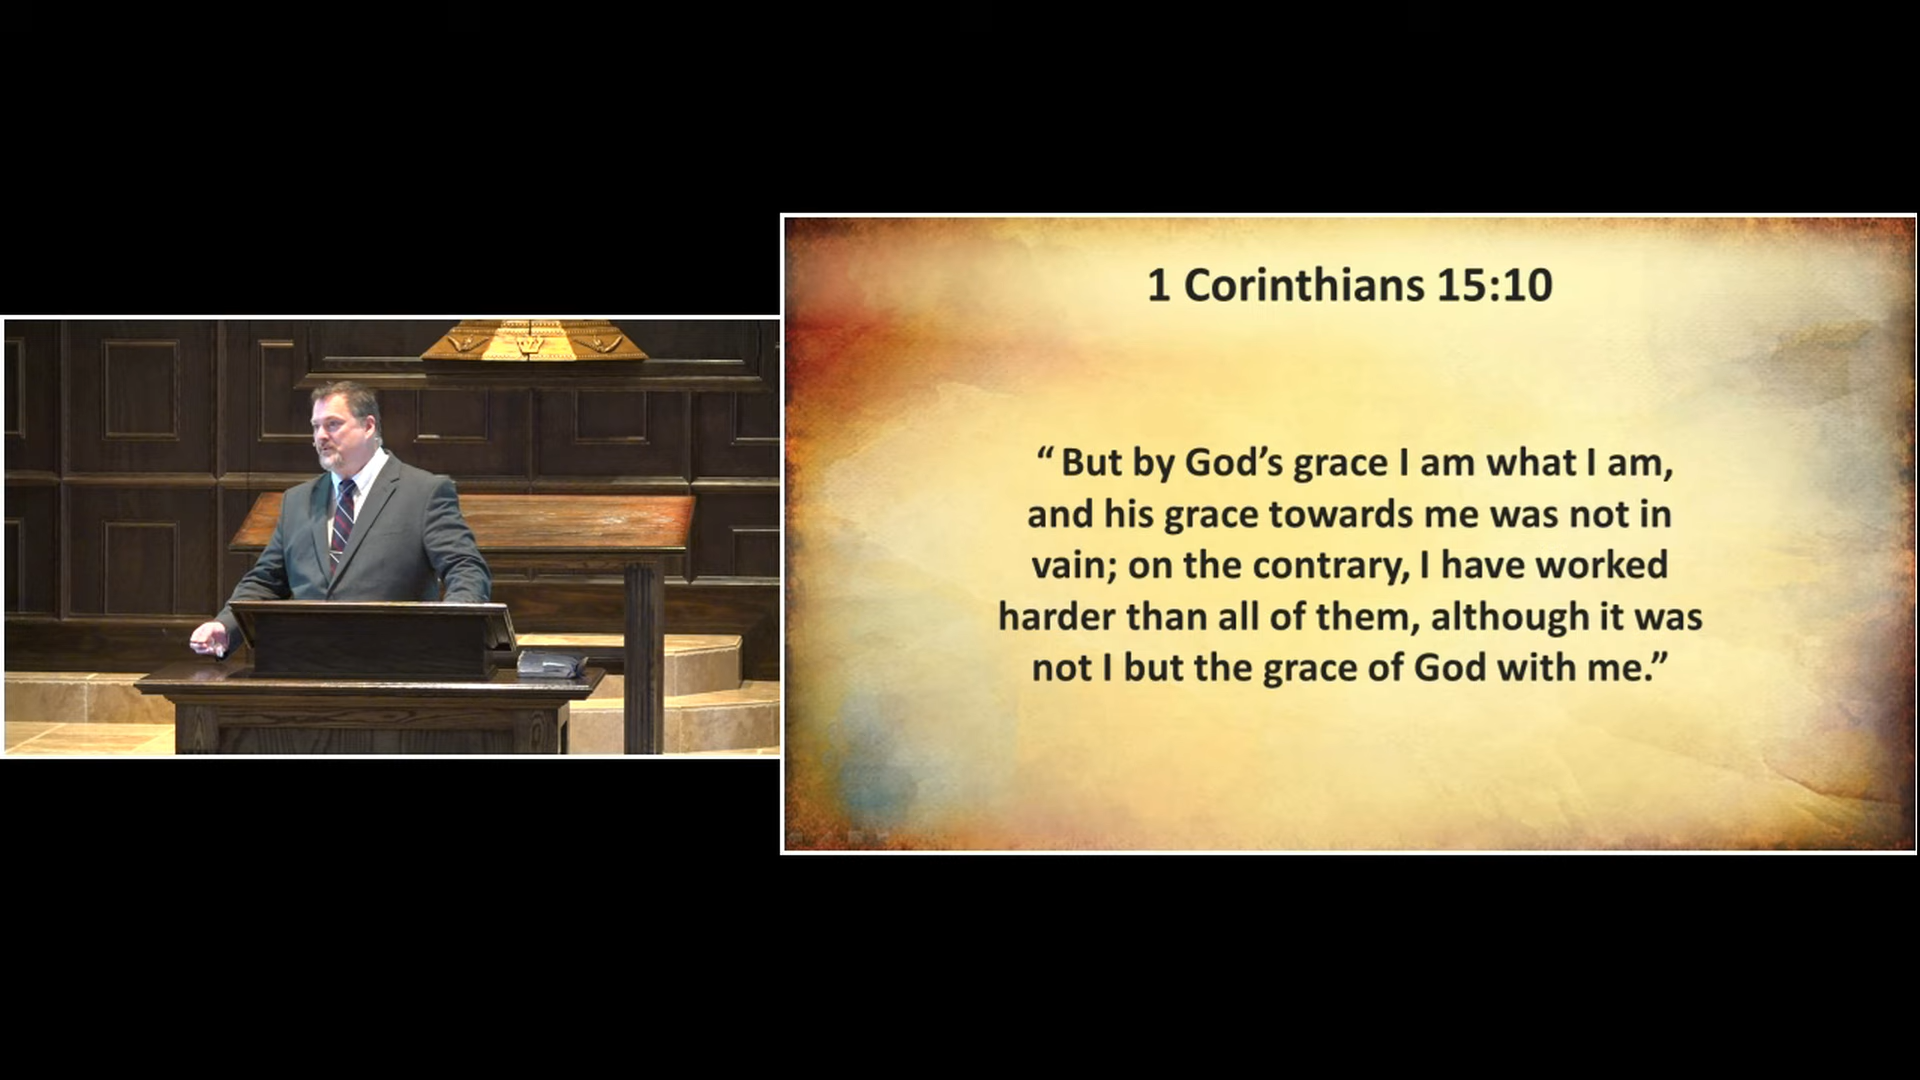 1 Corinthians 15:10
“ But by God’s grace I am what I am,
and his grace towards me was not in
vain; on the contrary, I have worked
harder than all of them, although it was
not I but the grace of God with me.”